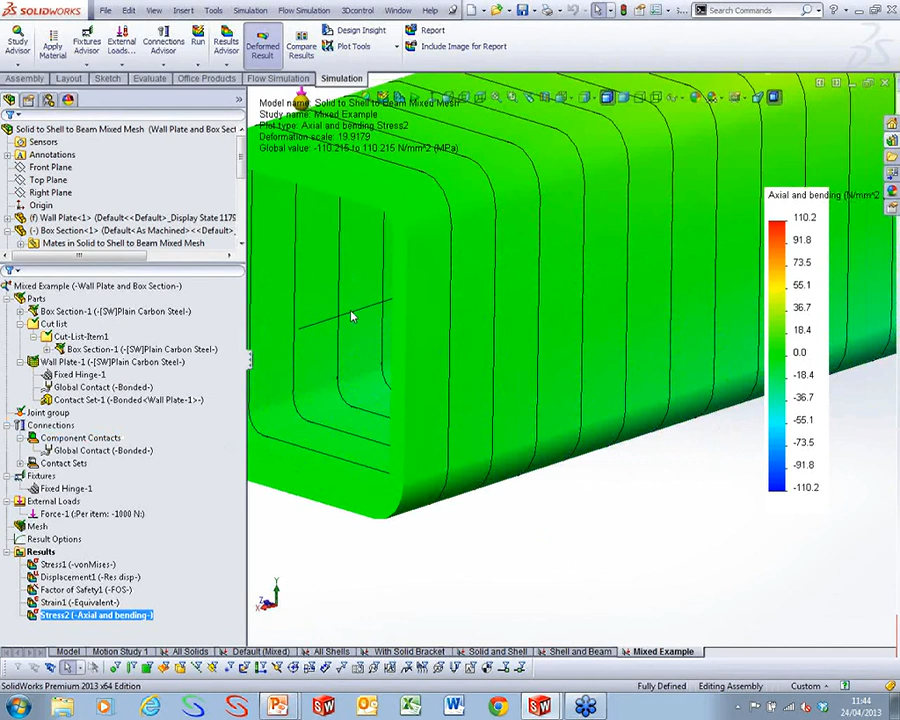 SOLIDWORKS File Edit View Insert Tools Simulation Flow Simulation 3Dcontrol Window Help Search Commands
Study Advisor
Apply Material
Fixtures Advisor
External Loads...
Connections Advisor
Run
Results Advisor
Deformed Result
Compare Results
Design Insight
Plot Tools
Report
Include Image for Report
Assembly Layout Sketch Evaluate Office Products Flow Simulation Simulation
Model name: Solid to Shell to Beam Mixed Mesh
Study name: Mixed Example
Plot type: Axial and bending Stress2
Deformation scale: 19.9179
Global value: -110.215 to 110.215 N/mm^2 (MPa)
Solid to Shell to Beam Mixed Mesh (Wall Plate and Box Sect
Sensors
Annotations
Front Plane
Top Plane
Right Plane
Origin
(f) Wall Plate<1> (Default<<Default>_Display State 1175
(-) Box Section<1> (Default<As Machined><<Default>_
Mates in Solid to Shell to Beam Mixed Mesh
Mixed Example (-Wall Plate and Box Section-)
Parts
Box Section-1 (-[SW]Plain Carbon Steel-)
Cut list
Cut-List-Item1
Box Section-1 (-[SW]Plain Carbon Steel-)
Wall Plate-1 (-[SW]Plain Carbon Steel-)
Fixed Hinge-1
Global Contact (-Bonded-)
Contact Set-1 (-Bonded<Wall Plate-1>-)
Joint group
Connections
Component Contacts
Global Contact (-Bonded-)
Contact Sets
Fixtures
Fixed Hinge-1
External Loads
Force-1 (:Per item: -1000 N:)
Mesh
Result Options
Results
Stress1 (-vonMises-)
Displacement1 (-Res disp-)
Factor of Safety1 (-FOS-)
Strain1 (-Equivalent-)
Stress2 (-Axial and bending-)
Axial and bending (N/mm^2
110.2
91.8
73.5
55.1
36.7
18.4
0.0
-18.4
-36.7
-55.1
-73.5
-91.8
-110.2
Y
Z
X
Model Motion Study 1 All Solids Default (Mixed) All Shells With Solid Bracket Solid and Shell Shell and Beam Mixed Example
SolidWorks Premium 2013 x64 Edition Fully Defined Editing Assembly Custom
11:44
24/04/2013